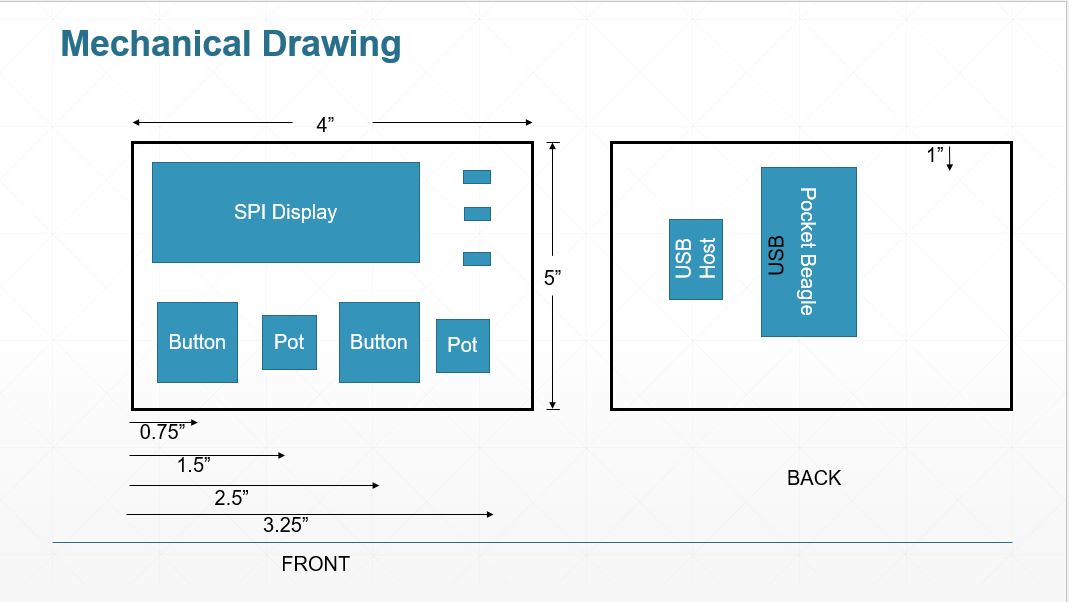 Mechanical Drawing
4”
SPI Display
5”
Button
Pot
Button
Pot
0.75”
1.5”
2.5”
3.25”
FRONT
1”
USB
Host
USB
Pocket Beagle
BACK